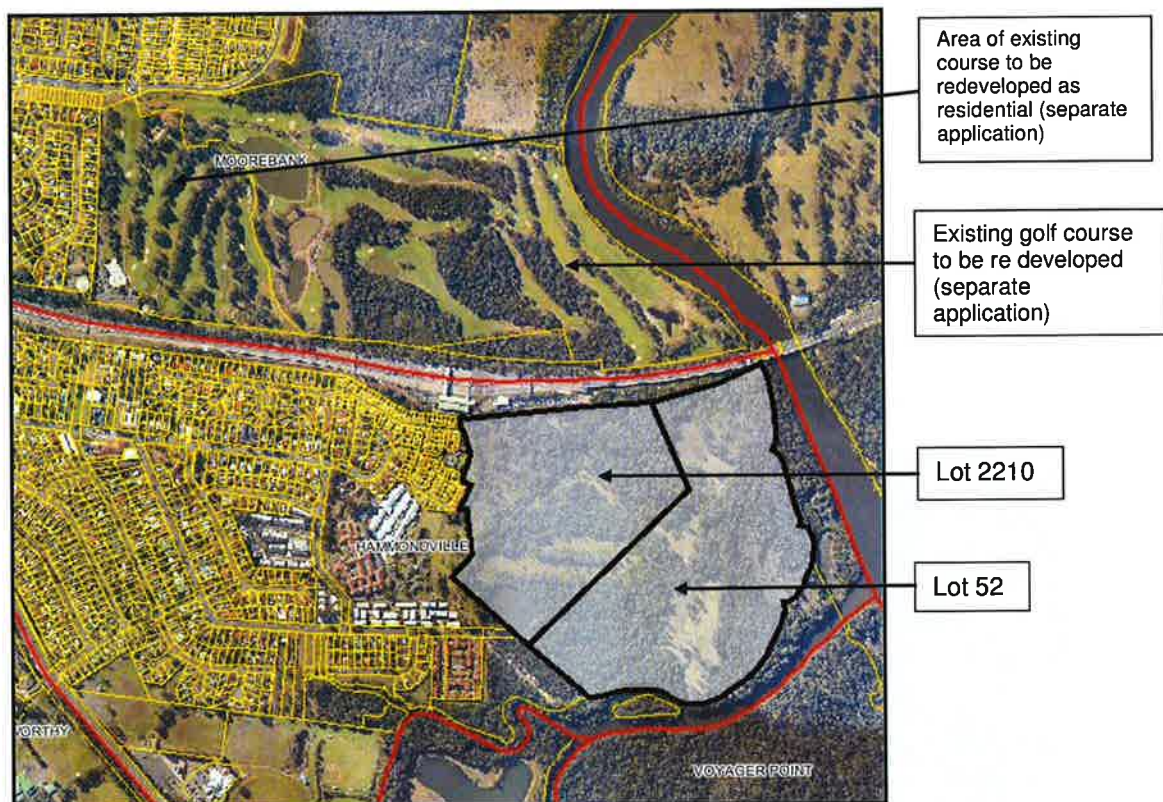 Area of existing
course to be
redeveloped as
residential (separate
application)
MOOREBANK
Existing golf course
to be re developed
(separate
application)
Lot 2210
HAMMONDVILLE
Lot 52
ORTHY
VOYAGER POINT